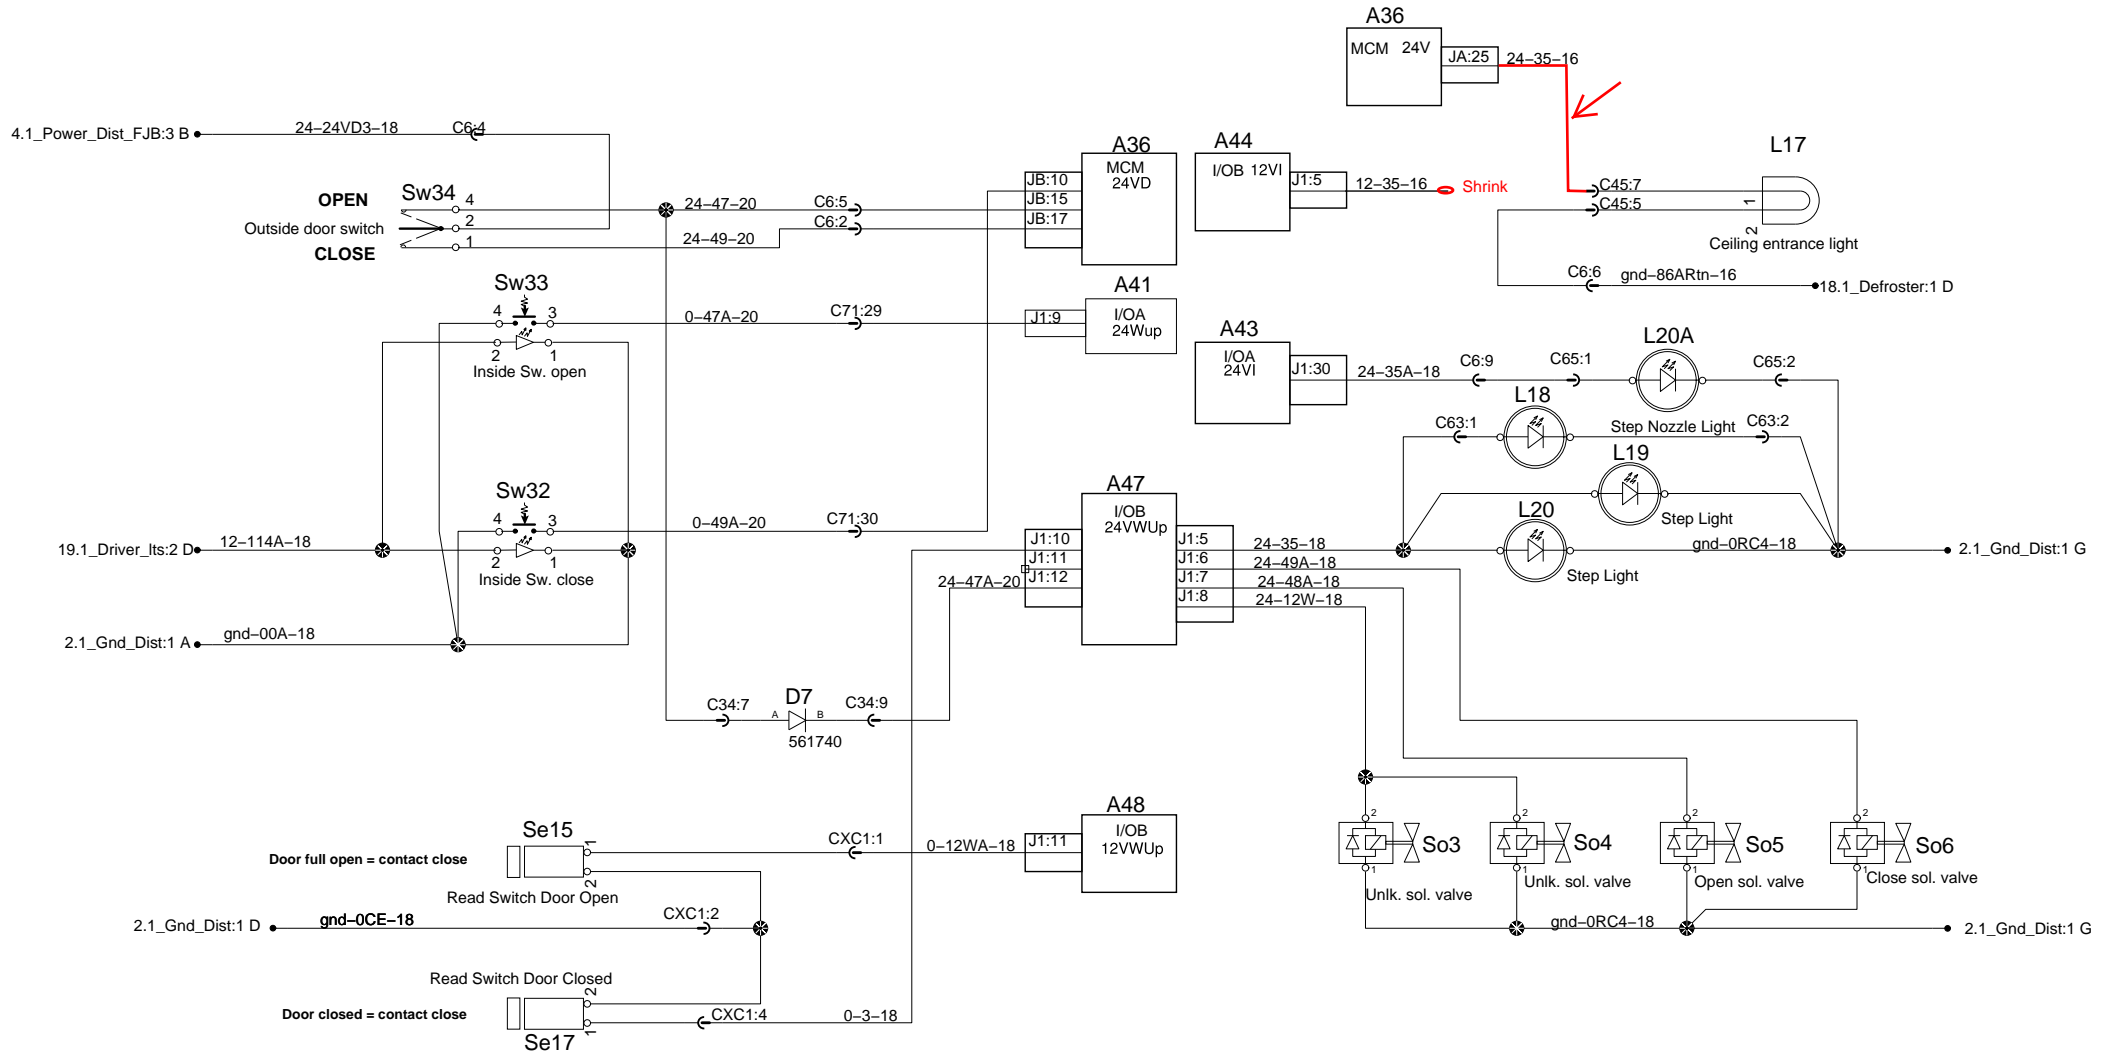 A36
MCM 24V
JA:25
24-35-16
4.1_Power_Dist_FJB:3 B
24-24VD3-18
C6:4
A36
MCM
24VD
JB:10
JB:15
JB:17
A44
I/OB 12VI
J1:5
12-35-16
Shrink
L17
C45:7
C45:5
1
2
Ceiling entrance light
C6:6
gnd-86ARtn-16
18.1_Defroster:1 D
OPEN
Outside door switch
CLOSE
Sw34
4
2
1
24-47-20
C6:5
24-49-20
C6:2
Sw33
4
3
2
1
Inside Sw. open
0-47A-20
C71:29
A41
J1:9
I/OA
24Wup
A43
I/OA
24VI
J1:30
24-35A-18
C6:9
C65:1
L20A
C65:2
Step Nozzle Light
C63:1
L18
C63:2
L19
Step Light
L20
Step Light
gnd-0RC4-18
2.1_Gnd_Dist:1 G
Sw32
4
3
2
1
Inside Sw. close
0-49A-20
C71:30
19.1_Driver_lts:2 D
12-114A-18
2.1_Gnd_Dist:1 A
gnd-00A-18
A47
I/OB
24VWUp
J1:10
J1:11
J1:12
24-47A-20
J1:5
J1:6
J1:7
J1:8
24-35-18
24-49A-18
24-48A-18
24-12W-18
C34:7
D7
A
B
561740
C34:9
A48
I/OB
12VWUp
J1:11
0-12WA-18
CXC1:1
Se15
1
2
Door full open = contact close
Read Switch Door Open
2.1_Gnd_Dist:1 D
gnd-0CE-18
CXC1:2
Read Switch Door Closed
Door closed = contact close
2
1
Se17
CXC1:4
0-3-18
2
So3
1
Unlk. sol. valve
2
So4
1
Unlk. sol. valve
2
So5
1
Open sol. valve
2
So6
1
Close sol. valve
gnd-0RC4-18
2.1_Gnd_Dist:1 G